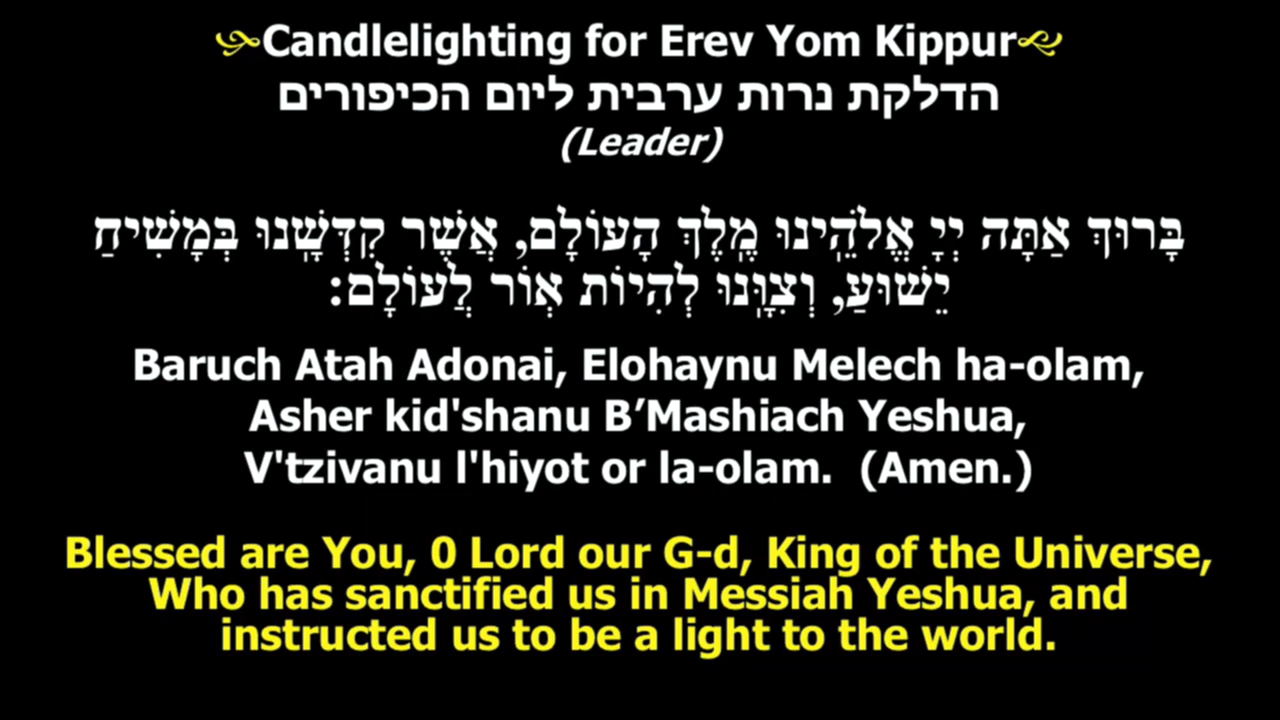 Candlelighting for Erev Yom Kippur
הדלקת נרות ערבית ליום הכיפורים
(Leader)
בָּרוּךְ אַתָּה יְיָ אֱלֹהֵֽינוּ מֶֽלֶךְ הָעוֹלָם, אֲשֶׁר קִדְּשָֽׁנוּ בְּמָשִׁיחַ
יֵשׁוּעַ, וְצִוָּֽנוּ לְהִיוֹת אְוֹר לֲעוֹלָם:
Baruch Atah Adonai, Elohaynu Melech ha-olam,
Asher kid'shanu B’Mashiach Yeshua,
V'tzivanu l'hiyot or la-olam. (Amen.)
Blessed are You, 0 Lord our G-d, King of the Universe,
Who has sanctified us in Messiah Yeshua, and
instructed us to be a light to the world.